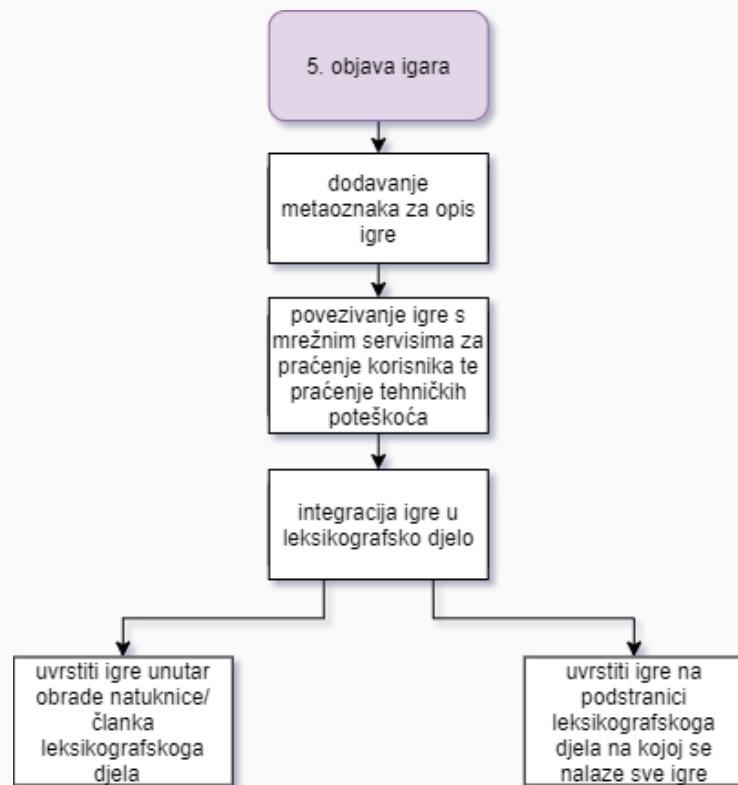 5. objava igara
dodavanje
metaoznaka za opis
igre
povezivanje igre s
mrežnim servisima za
praćenje korisnika te
praćenje tehničkih
poteškoća
integracija igre u
leksikografsko djelo
uvrstiti igre unutar
obrade natuknice/
članka
leksikografskoga
djela
uvrstiti igre na
podstranici
leksikografskoga
djela na kojoj se
nalaze sve igre